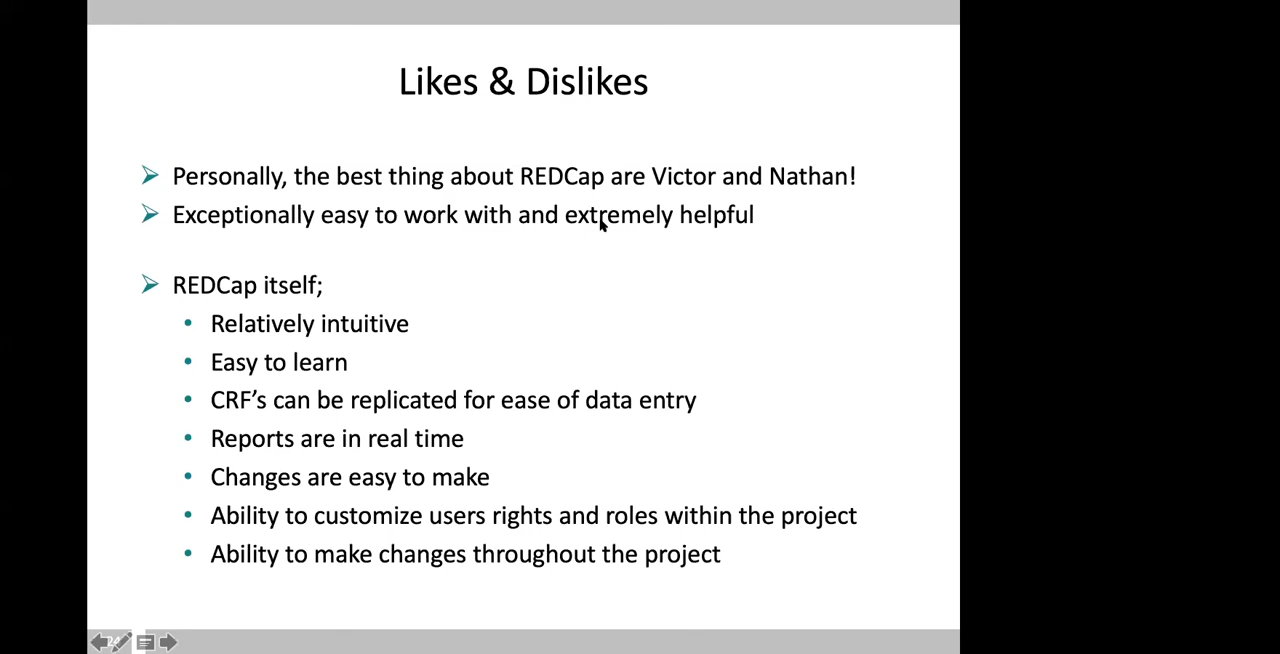 Likes & Dislikes
Personally, the best thing about REDCap are Victor and Nathan!
Exceptionally easy to work with and extremely helpful
REDCap itself;
Relatively intuitive
Easy to learn
CRF’s can be replicated for ease of data entry
Reports are in real time
Changes are easy to make
Ability to customize users rights and roles within the project
Ability to make changes throughout the project